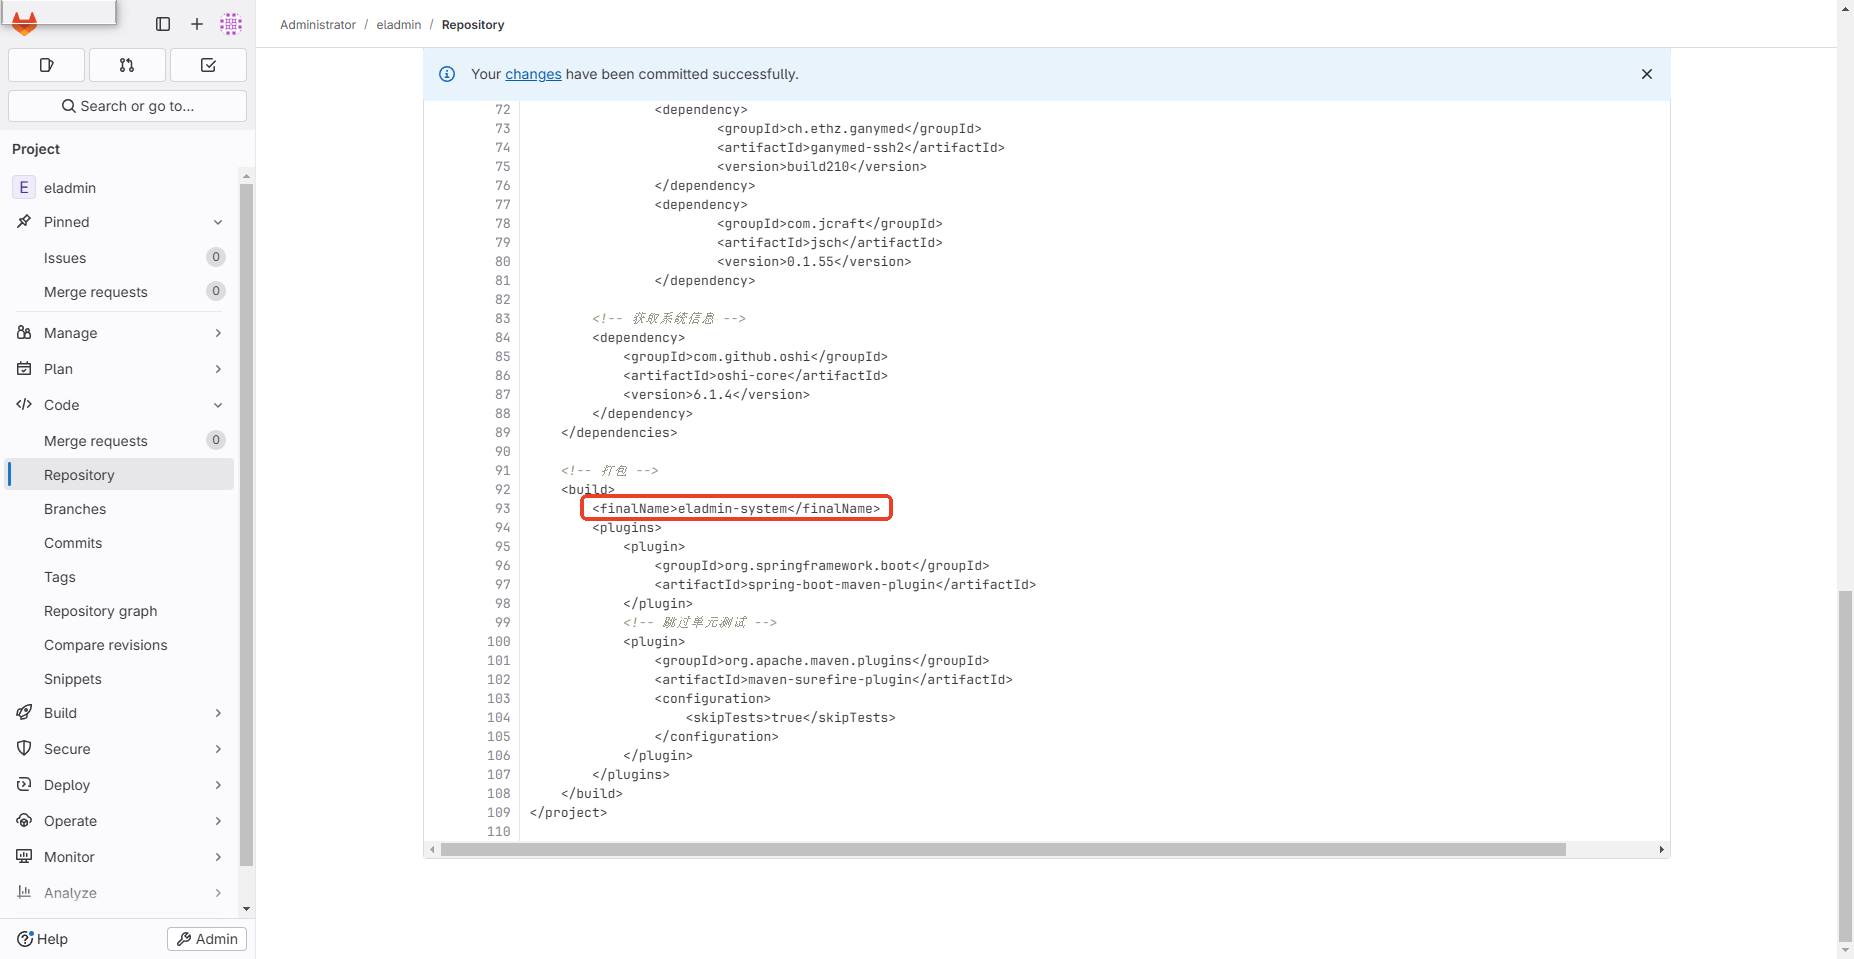 Administrator / eladmin / Repository
Search or go to...
Project
E eladmin
Pinned
Issues 0
Merge requests 0
Manage
Plan
Code
Merge requests 0
Repository
Branches
Commits
Tags
Repository graph
Compare revisions
Snippets
Build
Secure
Deploy
Operate
Monitor
Analyze
Help
Admin
Your changes have been committed successfully.
72 <dependency>
73 <groupId>ch.ethz.ganymed</groupId>
74 <artifactId>ganymed-ssh2</artifactId>
75 <version>build210</version>
76 </dependency>
77 <dependency>
78 <groupId>com.jcraft</groupId>
79 <artifactId>jsch</artifactId>
80 <version>0.1.55</version>
81 </dependency>
82
83 <!-- 获取系统信息 -->
84 <dependency>
85 <groupId>com.github.oshi</groupId>
86 <artifactId>oshi-core</artifactId>
87 <version>6.1.4</version>
88 </dependency>
89 </dependencies>
90
91 <!-- 打包 -->
92 <build>
93 <finalName>eladmin-system</finalName>
94 <plugins>
95 <plugin>
96 <groupId>org.springframework.boot</groupId>
97 <artifactId>spring-boot-maven-plugin</artifactId>
98 </plugin>
99 <!-- 跳过单元测试 -->
100 <plugin>
101 <groupId>org.apache.maven.plugins</groupId>
102 <artifactId>maven-surefire-plugin</artifactId>
103 <configuration>
104 <skipTests>true</skipTests>
105 </configuration>
106 </plugin>
107 </plugins>
108 </build>
109 </project>
110